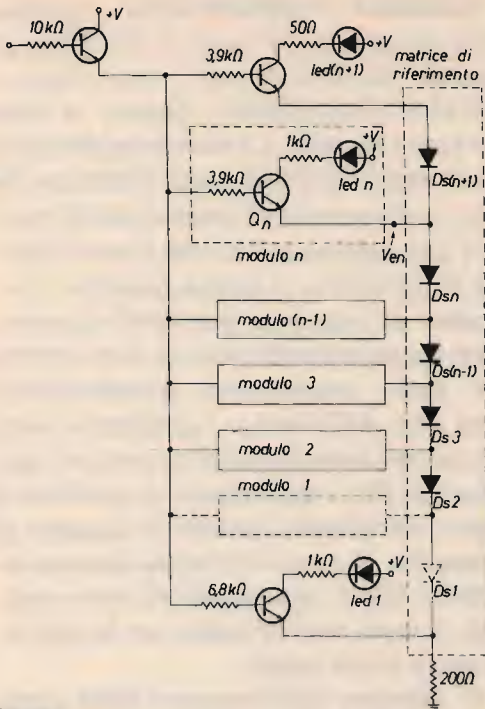 +V
10kΩ
50Ω
+V
3,9kΩ
led(n+1)
matrice di
riferimento
+V
1kΩ
3,9kΩ
led n
Ds(n+1)
Qn
Ven
modulo n
Dsn
modulo (n-1)
Ds(n-1)
modulo 3
Ds3
modulo 2
modulo 1
Ds2
+V
1kΩ
Ds1
6,8kΩ
led 1
200Ω